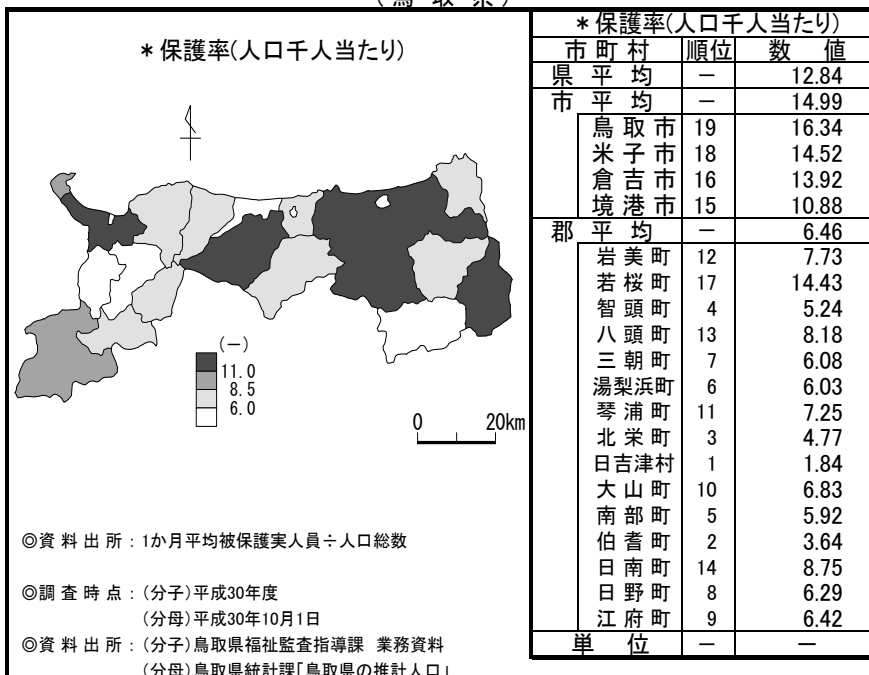 (鳥 取 県)
＊保護率(人口千人当たり)
(－)
11.0
8.5
6.0
0 20km
◎資 料 出 所 ： 1か月平均被保護実人員÷人口総数
◎調 査 時 点 ： (分子)平成30年度
(分母)平成30年10月1日
◎資 料 出 所 ： (分子)鳥取県福祉監査指導課 業務資料
(分母)鳥取県統計課「鳥取県の推計人口」
＊保護率(人口千人当たり)
市 町 村 順位 数 値
県 平 均 － 12.84
市 平 均 － 14.99
鳥 取 市 19 16.34
米 子 市 18 14.52
倉 吉 市 16 13.92
境 港 市 15 10.88
郡 平 均 － 6.46
岩 美 町 12 7.73
若 桜 町 17 14.43
智 頭 町 4 5.24
八 頭 町 13 8.18
三 朝 町 7 6.08
湯梨浜町 6 6.03
琴 浦 町 11 7.25
北 栄 町 3 4.77
日吉津村 1 1.84
大 山 町 10 6.83
南 部 町 5 5.92
伯 耆 町 2 3.64
日 南 町 14 8.75
日 野 町 8 6.29
江 府 町 9 6.42
単 位 － －